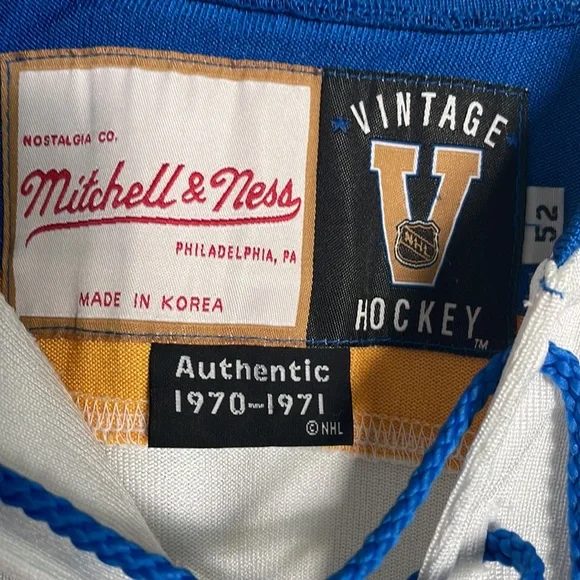 NOSTALGIA CO.
Mitchell & Ness
PHILADELPHIA, PA
MADE IN KOREA
VINTAGE
V
NHL
HOCKEY
TM
52
Authentic
1970-1971
© NHL